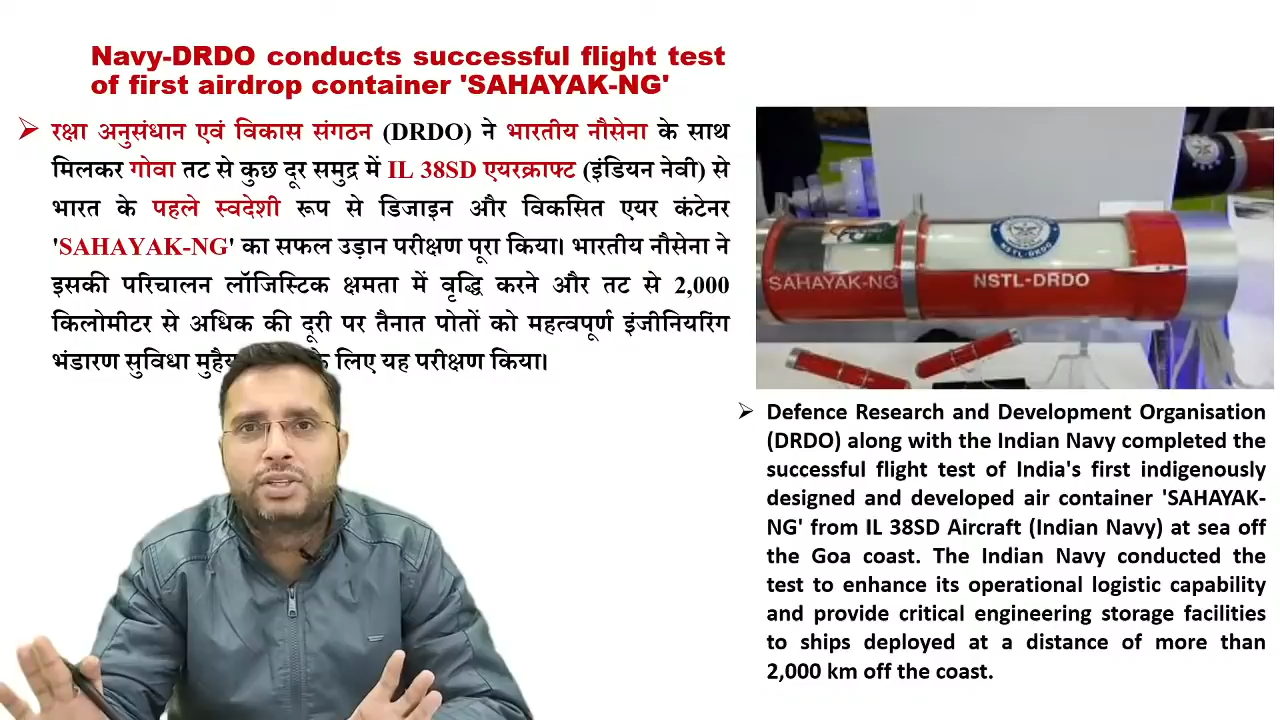 Navy-DRDO conducts successful flight test
of first airdrop container 'SAHAYAK-NG'
रक्षा अनुसंधान एवं विकास संगठन (DRDO) ने भारतीय नौसेना के साथ
मिलकर गोवा तट से कुछ दूर समुद्र में IL 38SD एयरक्राफ्ट (इंडियन नेवी) से
भारत के पहले स्वदेशी रूप से डिजाइन और विकसित एयर कंटेनर
'SAHAYAK-NG' का सफल उड़ान परीक्षण पूरा किया। भारतीय नौसेना ने
इसकी परिचालन लॉजिस्टिक क्षमता में वृद्धि करने और तट से 2,000
किलोमीटर से अधिक की दूरी पर तैनात पोतों को महत्वपूर्ण इंजीनियरिंग
भंडारण सुविधा के लिए यह परीक्षण किया।
SAHAYAK-NG
NSTL-DRDO
NSTL-DRDO
Defence Research and Development Organisation
(DRDO) along with the Indian Navy completed the
successful flight test of India's first indigenously
designed and developed air container 'SAHAYAK-
NG' from IL 38SD Aircraft (Indian Navy) at sea off
the Goa coast. The Indian Navy conducted the
test to enhance its operational logistic capability
and provide critical engineering storage facilities
to ships deployed at a distance of more than
2,000 km off the coast.